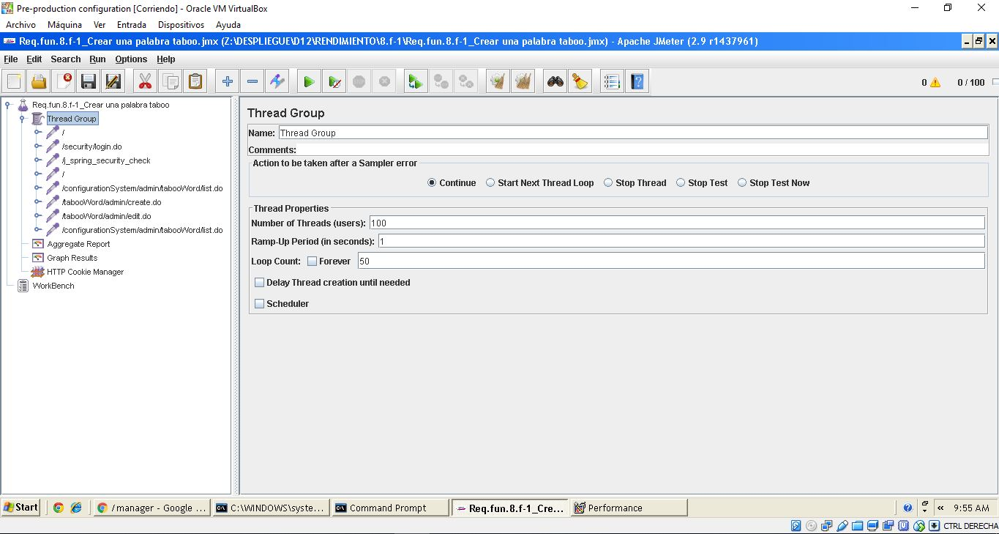 Pre-production configuration [Corriendo] - Oracle VM VirtualBox
Archivo Máquina Ver Entrada Dispositivos Ayuda
Req.fun.8.f-1_Crear una palabra taboo.jmx (Z:\DESPLIEGUE\D12\RENDIMIENTO\8.f-1\Req.fun.8.f-1_Crear una palabra taboo.jmx) - Apache JMeter (2.9 r1437961)
File Edit Search Run Options Help
0 0 / 100
Req.fun.8.f-1_Crear una palabra taboo
Thread Group
/
/security/login.do
/j_spring_security_check
/
/configurationSystem/admin/tabooWord/list.do
/tabooWord/admin/create.do
/tabooWord/admin/edit.do
/configurationSystem/admin/tabooWord/list.do
Aggregate Report
Graph Results
HTTP Cookie Manager
WorkBench
Thread Group
Name: Thread Group
Comments:
Action to be taken after a Sampler error
Continue Start Next Thread Loop Stop Thread Stop Test Stop Test Now
Thread Properties
Number of Threads (users): 100
Ramp-Up Period (in seconds): 1
Loop Count: Forever 50
Delay Thread creation until needed
Scheduler
Start /manager - Google ... C:\WINDOWS\syste... Command Prompt Req.fun.8.f-1_Cre... Performance « 9:55 AM
CTRL DERECHA